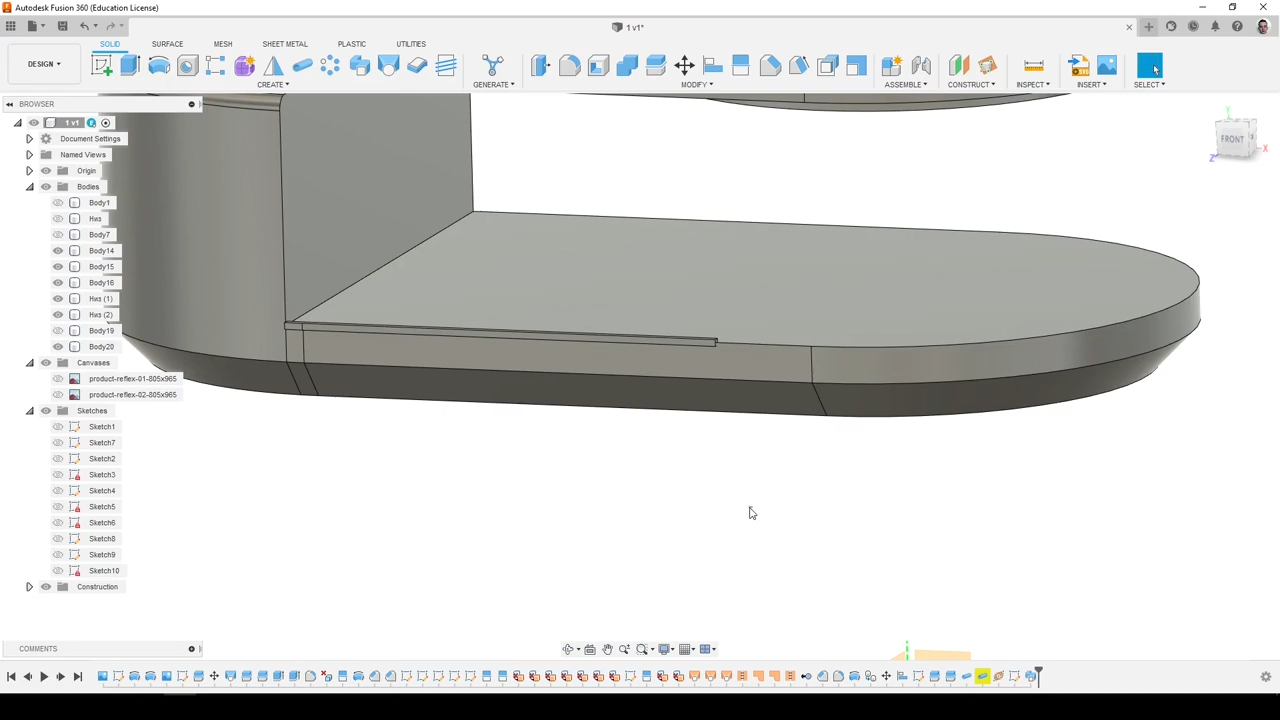 Autodesk Fusion 360 (Education License)
1 v1*
DESIGN
SOLID SURFACE MESH SHEET METAL PLASTIC UTILITIES
CREATE GENERATE MODIFY ASSEMBLE CONSTRUCT INSPECT INSERT SELECT
BROWSER
1 v1
Document Settings
Named Views
Origin
Bodies
Body1
Низ
Body7
Body14
Body15
Body16
Низ (1)
Низ (2)
Body19
Body20
Canvases
product-reflex-01-805x965
product-reflex-02-805x965
Sketches
Sketch1
Sketch7
Sketch2
Sketch3
Sketch4
Sketch5
Sketch6
Sketch8
Sketch9
Sketch10
Construction
COMMENTS
Y
FRONT
X
Z